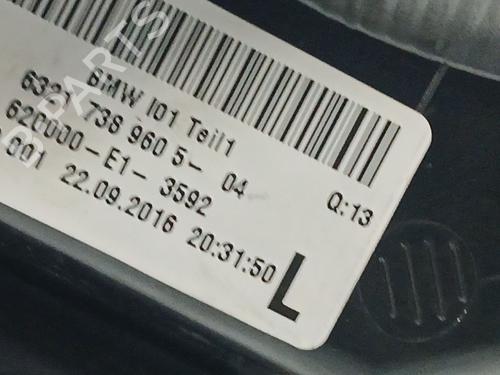 BMW I01 Teil1
6321 738 960 5- 04
620000-E1- 3592
001 22.09.2016 20:31:50
Q:13
L